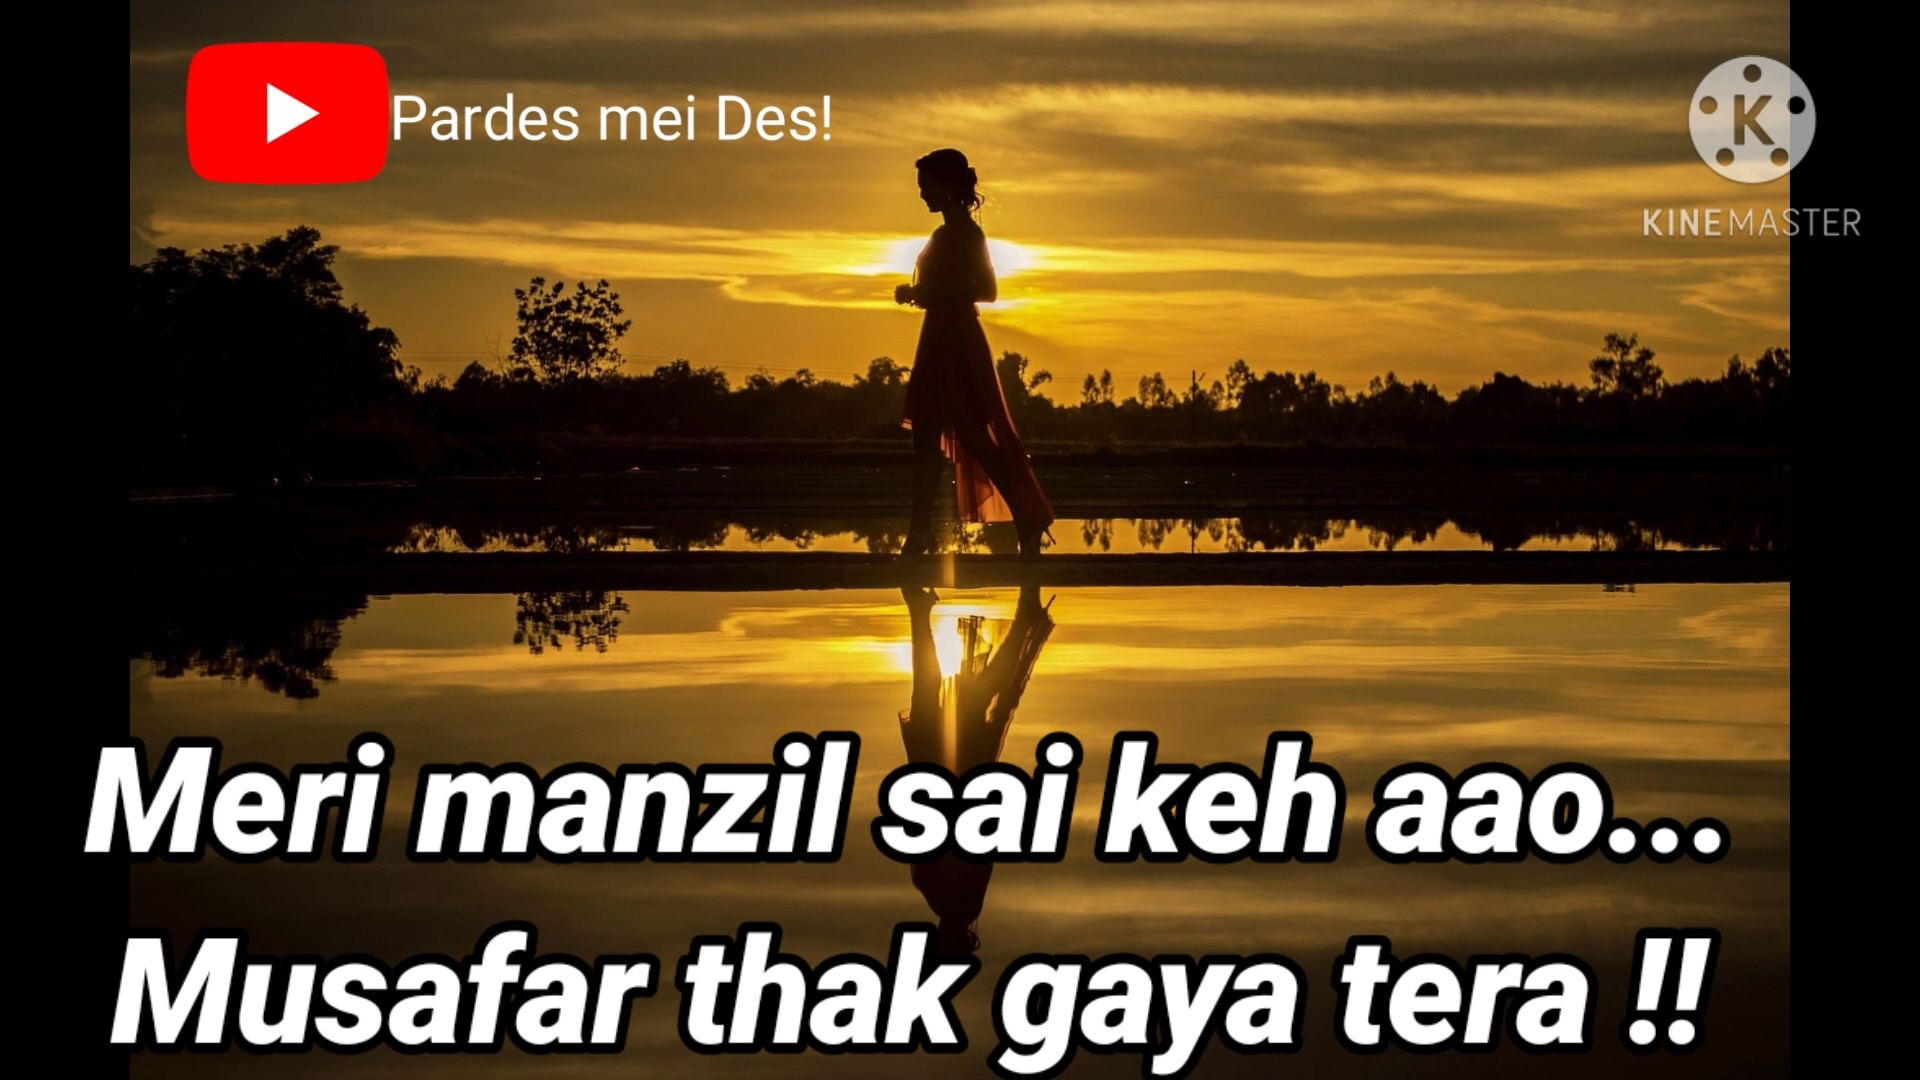 Pardes mei Des!
K
KINEMASTER
Meri manzil sai keh aao...
Musafar thak gaya tera !!